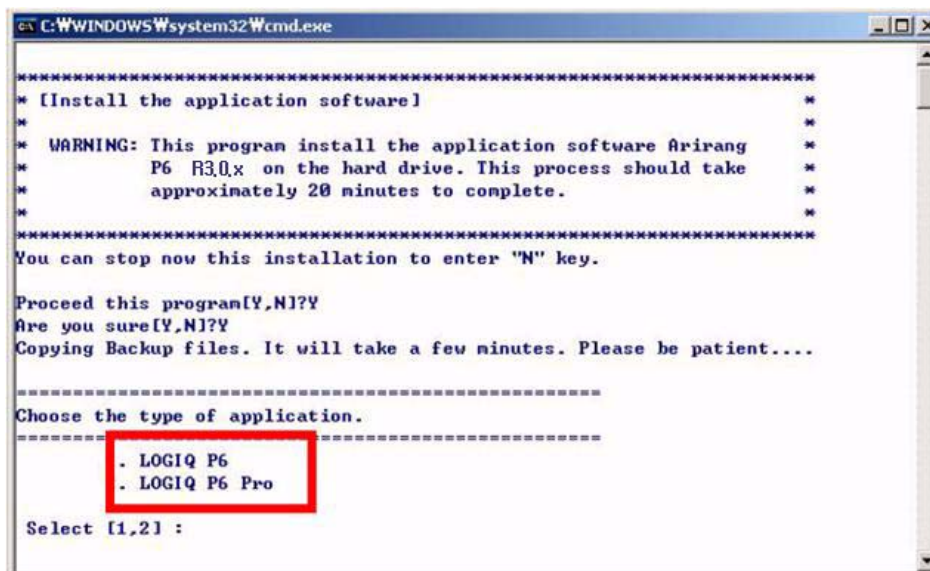 C:₩WINDOWS₩system32₩cmd.exe
***********************************************************************
* [Install the application software] *
* *
* WARNING: This program install the application software Arirang *
* P6 R3.0.x on the hard drive. This process should take *
* approximately 20 minutes to complete. *
* *
***********************************************************************
You can stop now this installation to enter "N" key.
Proceed this program[Y,N]?Y
Are you sure[Y,N]?Y
Copying Backup files. It will take a few minutes. Please be patient....
====================================================
Choose the type of application.
====================================================
. LOGIQ P6
. LOGIQ P6 Pro
Select [1,2] :